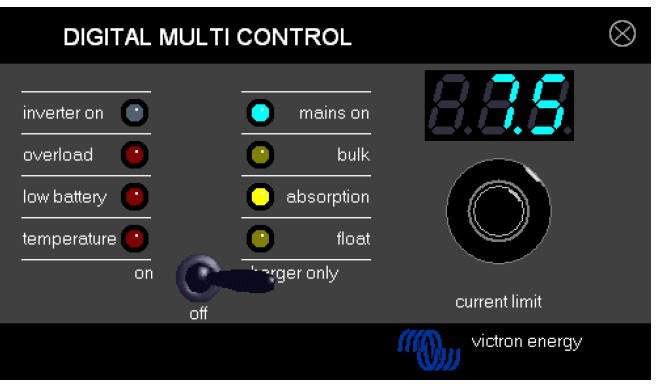 DIGITAL MULTI CONTROL
7.5
inverter on
mains on
overload
bulk
low battery
absorption
temperature
float
on
harger only
off
current limit
victron energy